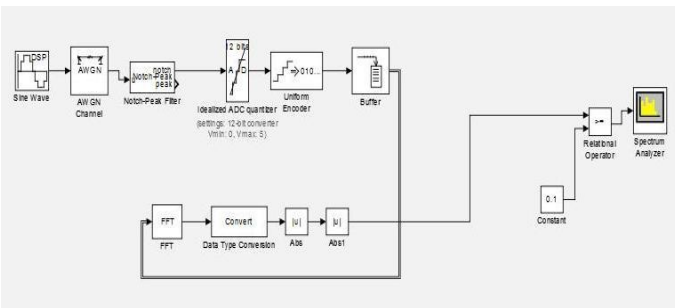 DSP
Sine Wave
AWGN
AWGN
Channel
notch
Notch-Peak
peak
Notch-Peak Filter
12 bits
A D
Idealized ADC quantizer
(settings: 12-bit converter
Vmin: 0, Vmax: 5)
010...
Uniform
Encoder
Buffer
>=
Relational
Operator
Spectrum
Analyzer
0.1
Constant
FFT
FFT
Convert
Data Type Conversion
|u|
Abs
|u|
Abs1